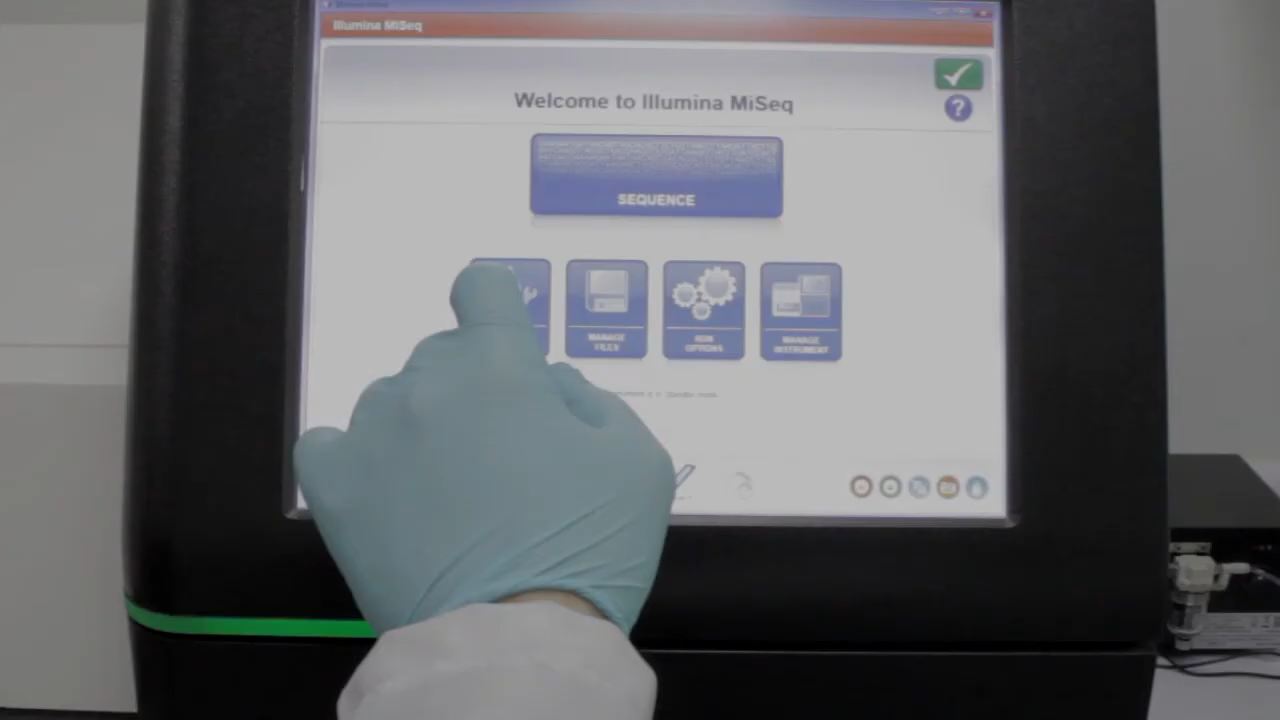 Illumina MiSeq
Welcome to Illumina MiSeq
SEQUENCE
MANAGE
FILES
RUN
OPTIONS
MANAGE
INSTRUMENT